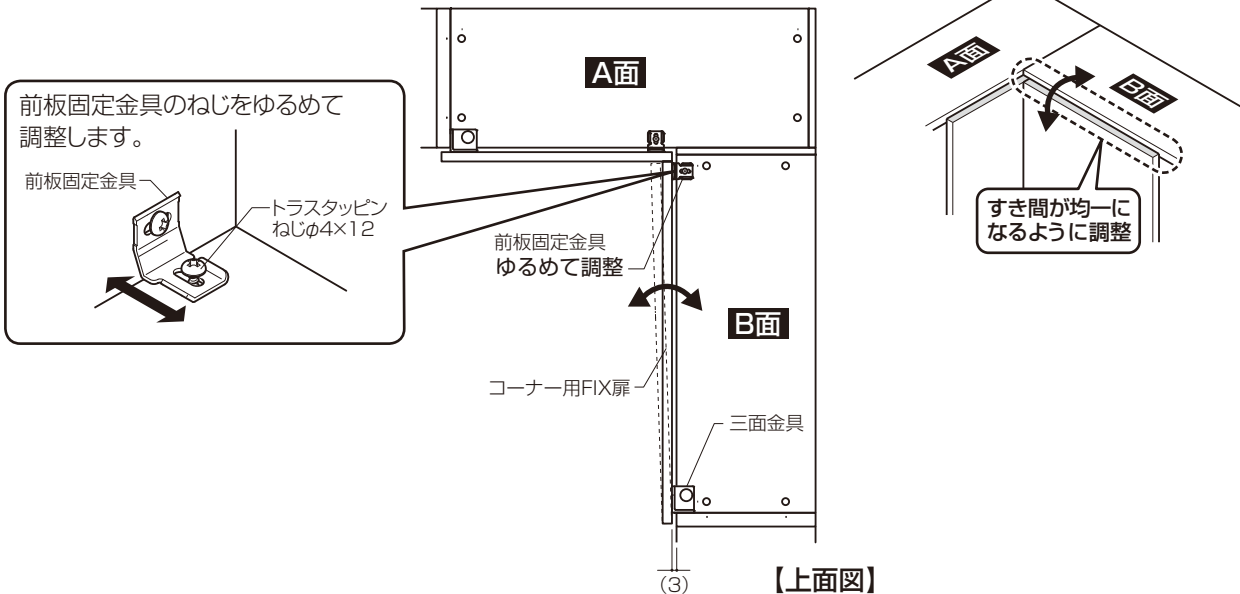 前板固定金具のねじをゆるめて
調整します。
前板固定金具
トラスタッピン
ねじφ4×12
A面
前板固定金具
ゆるめて調整
B面
コーナー用FIX扉
三面金具
(3)
【上面図】
A面
B面
すき間が均一に
なるように調整